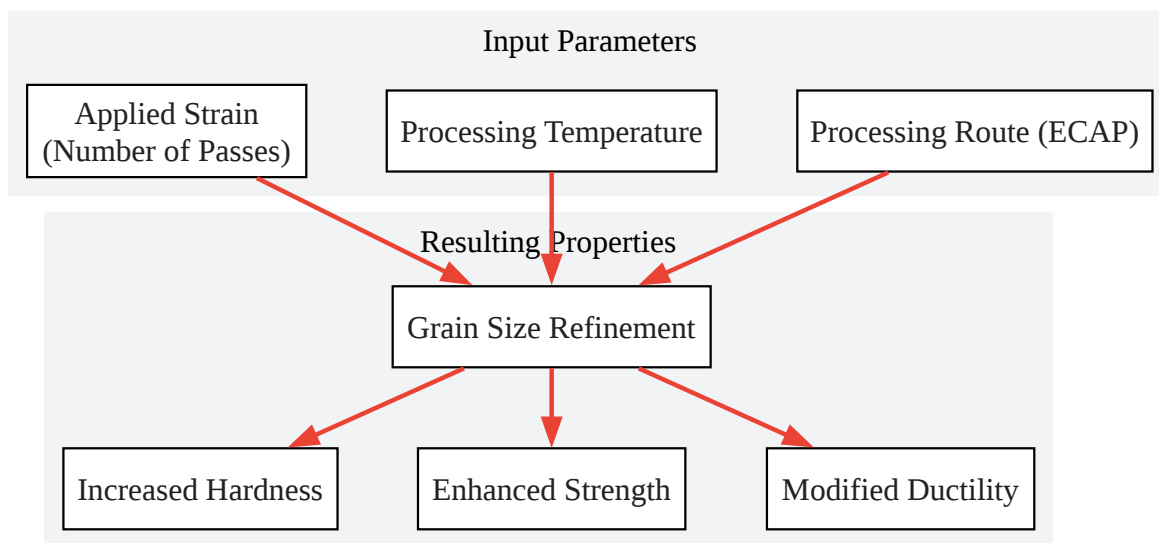 Input Parameters
Applied Strain
(Number of Passes)
Processing Temperature
Processing Route (ECAP)
Resulting Properties
Grain Size Refinement
Increased Hardness
Enhanced Strength
Modified Ductility